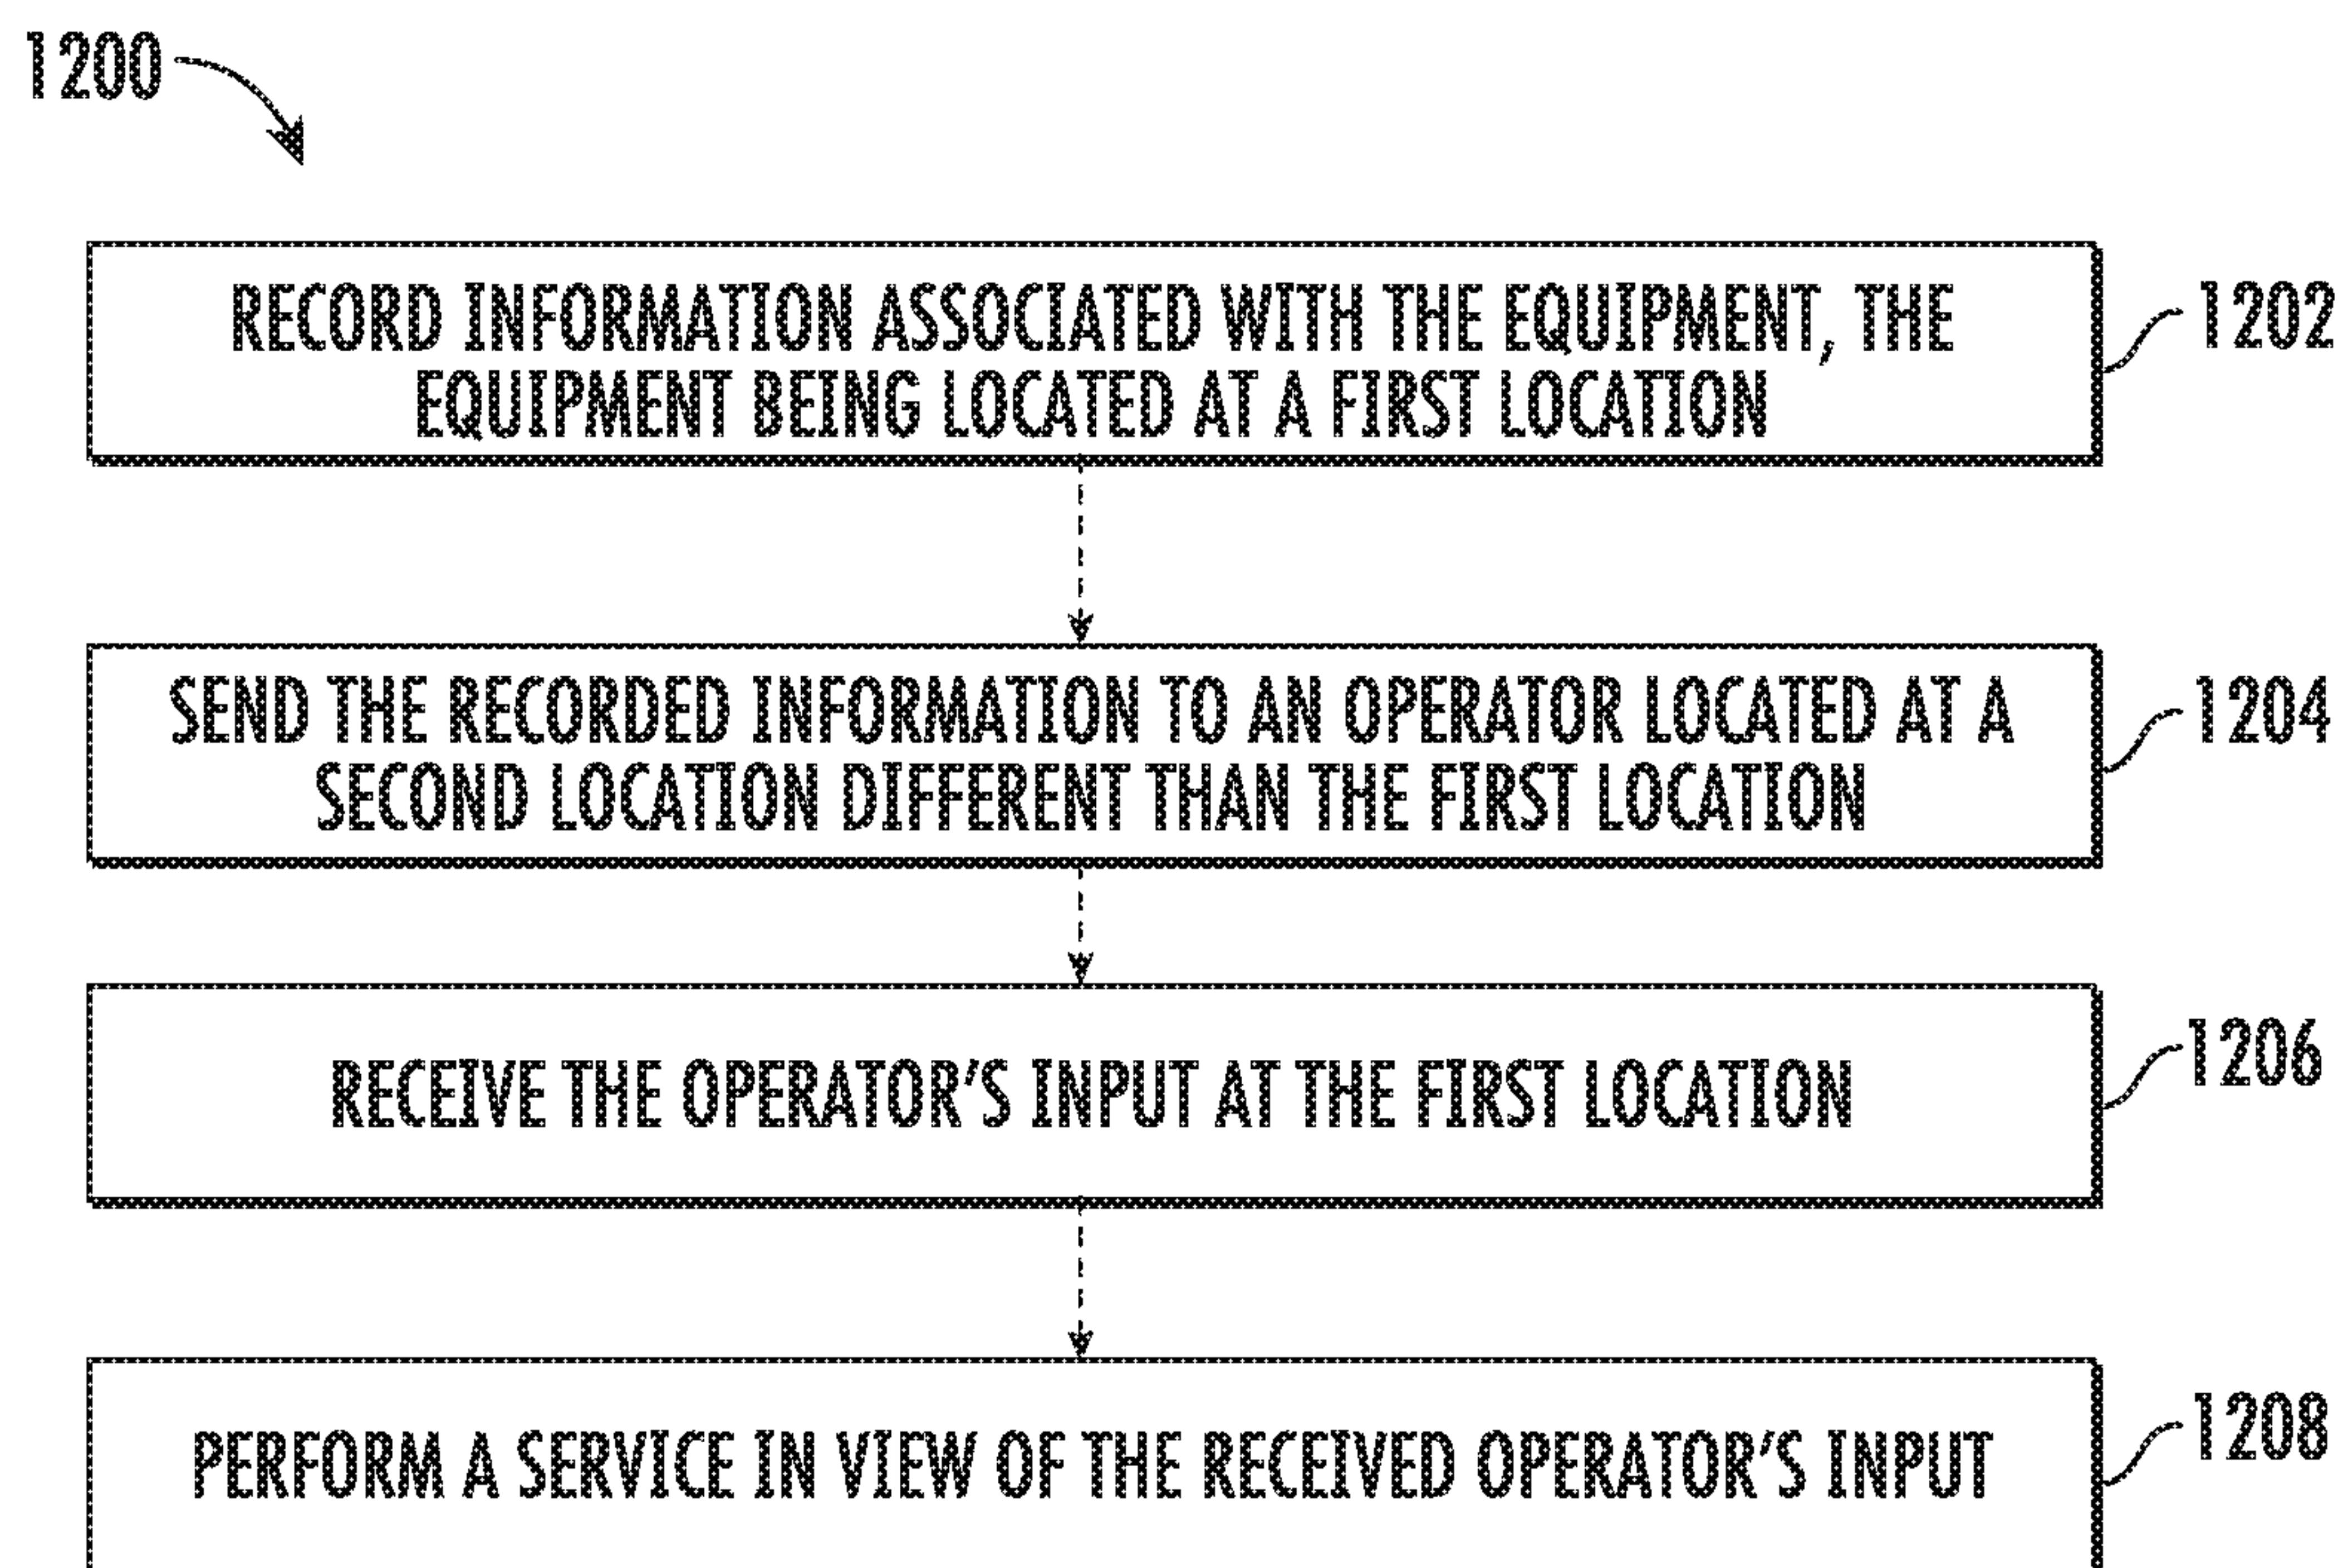 1200
RECORD INFORMATION ASSOCIATED WITH THE EQUIPMENT, THE
EQUIPMENT BEING LOCATED AT A FIRST LOCATION
1202
SEND THE RECORDED INFORMATION TO AN OPERATOR LOCATED AT A
SECOND LOCATION DIFFERENT THAN THE FIRST LOCATION
1204
RECEIVE THE OPERATOR'S INPUT AT THE FIRST LOCATION
1206
PERFORM A SERVICE IN VIEW OF THE RECEIVED OPERATOR'S INPUT
1208